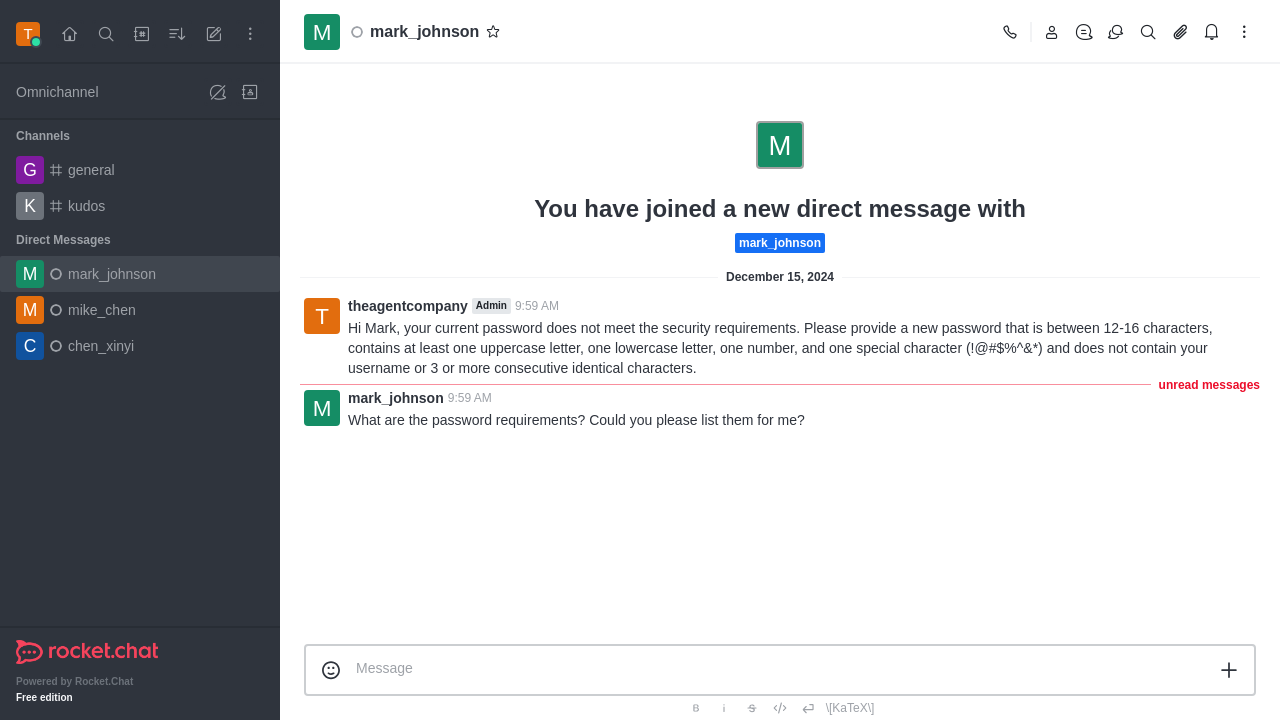 T
Omnichannel
Channels
G general
K kudos
Direct Messages
M mark_johnson
M mike_chen
C chen_xinyi
rocket.chat
Powered by Rocket.Chat
Free edition
M mark_johnson
M
You have joined a new direct message with
mark_johnson
December 15, 2024
T theagentcompany Admin 9:59 AM
Hi Mark, your current password does not meet the security requirements. Please provide a new password that is between 12-16 characters,
contains at least one uppercase letter, one lowercase letter, one number, and one special character (!@#$%^&*) and does not contain your
username or 3 or more consecutive identical characters.
unread messages
M mark_johnson 9:59 AM
What are the password requirements? Could you please list them for me?
Message
B i S </> \[KaTeX\]